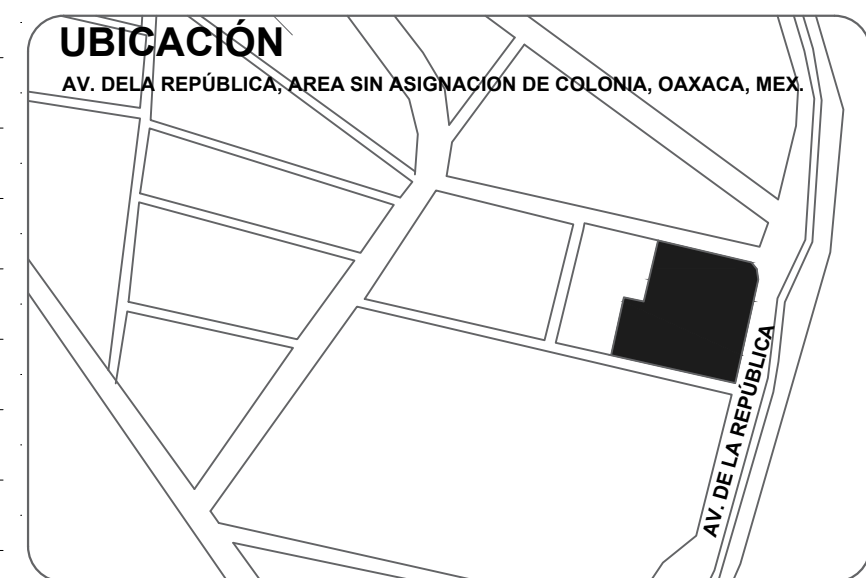 UBICACIÓN
AV. DELA REPÚBLICA, AREA SIN ASIGNACION DE COLONIA, OAXACA, MEX.
AV. DE LA REPÚBLICA